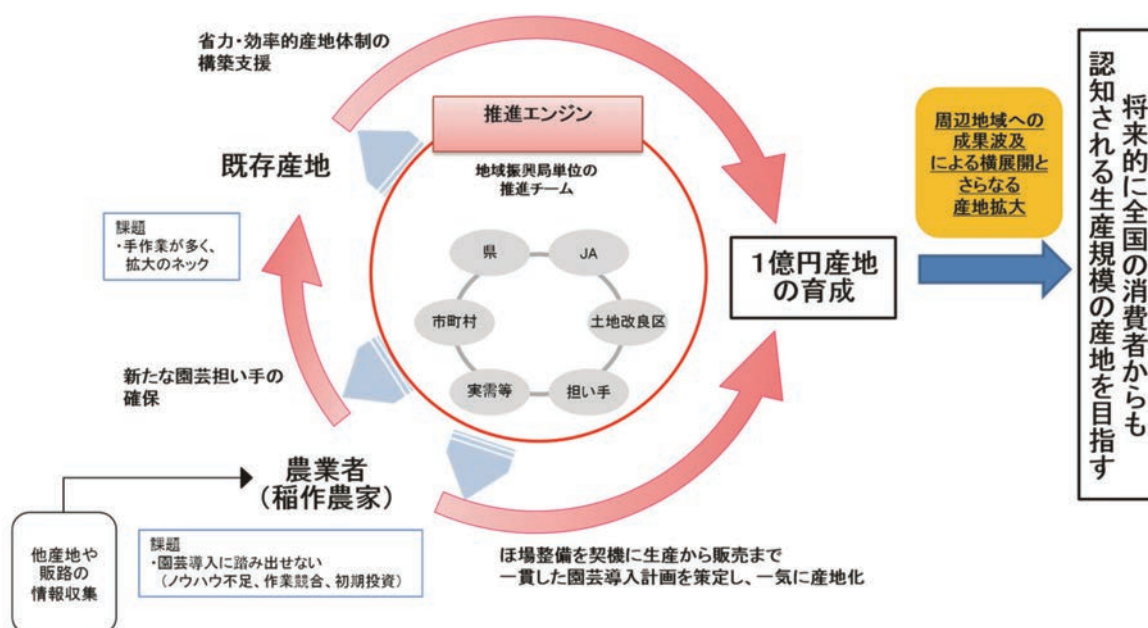 省力・効率的産地体制の
構築支援
推進エンジン
地域振興局単位の
推進チーム
既存産地
課題
・手作業が多く、
拡大のネック
県
JA
市町村
土地改良区
実需等
担い手
新たな園芸担い手の
確保
農業者
（稲作農家）
他産地や
販路の
情報収集
課題
・園芸導入に踏み出せない
（ノウハウ不足、作業競合、初期投資）
ほ場整備を契機に生産から販売まで
一貫した園芸導入計画を策定し、一気に産地化
1億円産地
の育成
周辺地域への
成果波及
による横展開と
さらなる
産地拡大
将来的に全国の消費者からも
認知される生産規模の産地を目指す